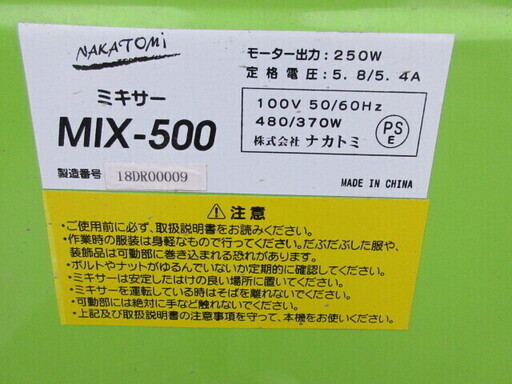 NAKATOMi
ミキサー
MIX-500
製造番号 18DR00009
モーター出力：250W
定格電圧：5.8/5.4A
100V 50/60Hz
480/370W
株式会社 ナカトミ
PS
E
MADE IN CHINA
注意
・ご使用前に必ず、取扱説明書をお読みください。
・作業時の服装は身軽なもので行ってください。だぶだぶした服や、
装飾品は可動部に巻き込まれる恐れがあります。
・ボルトやナットがゆるんでいないか定期的に確認してください。
・ミキサーは安定したはけの良い場所に置いてください。
・ミキサーを運転している時はそばを離れないでください。
・可動部には絶対に手など触れないでください。
・上記及び取扱説明書の注意事項を守って、本機をお使いください。